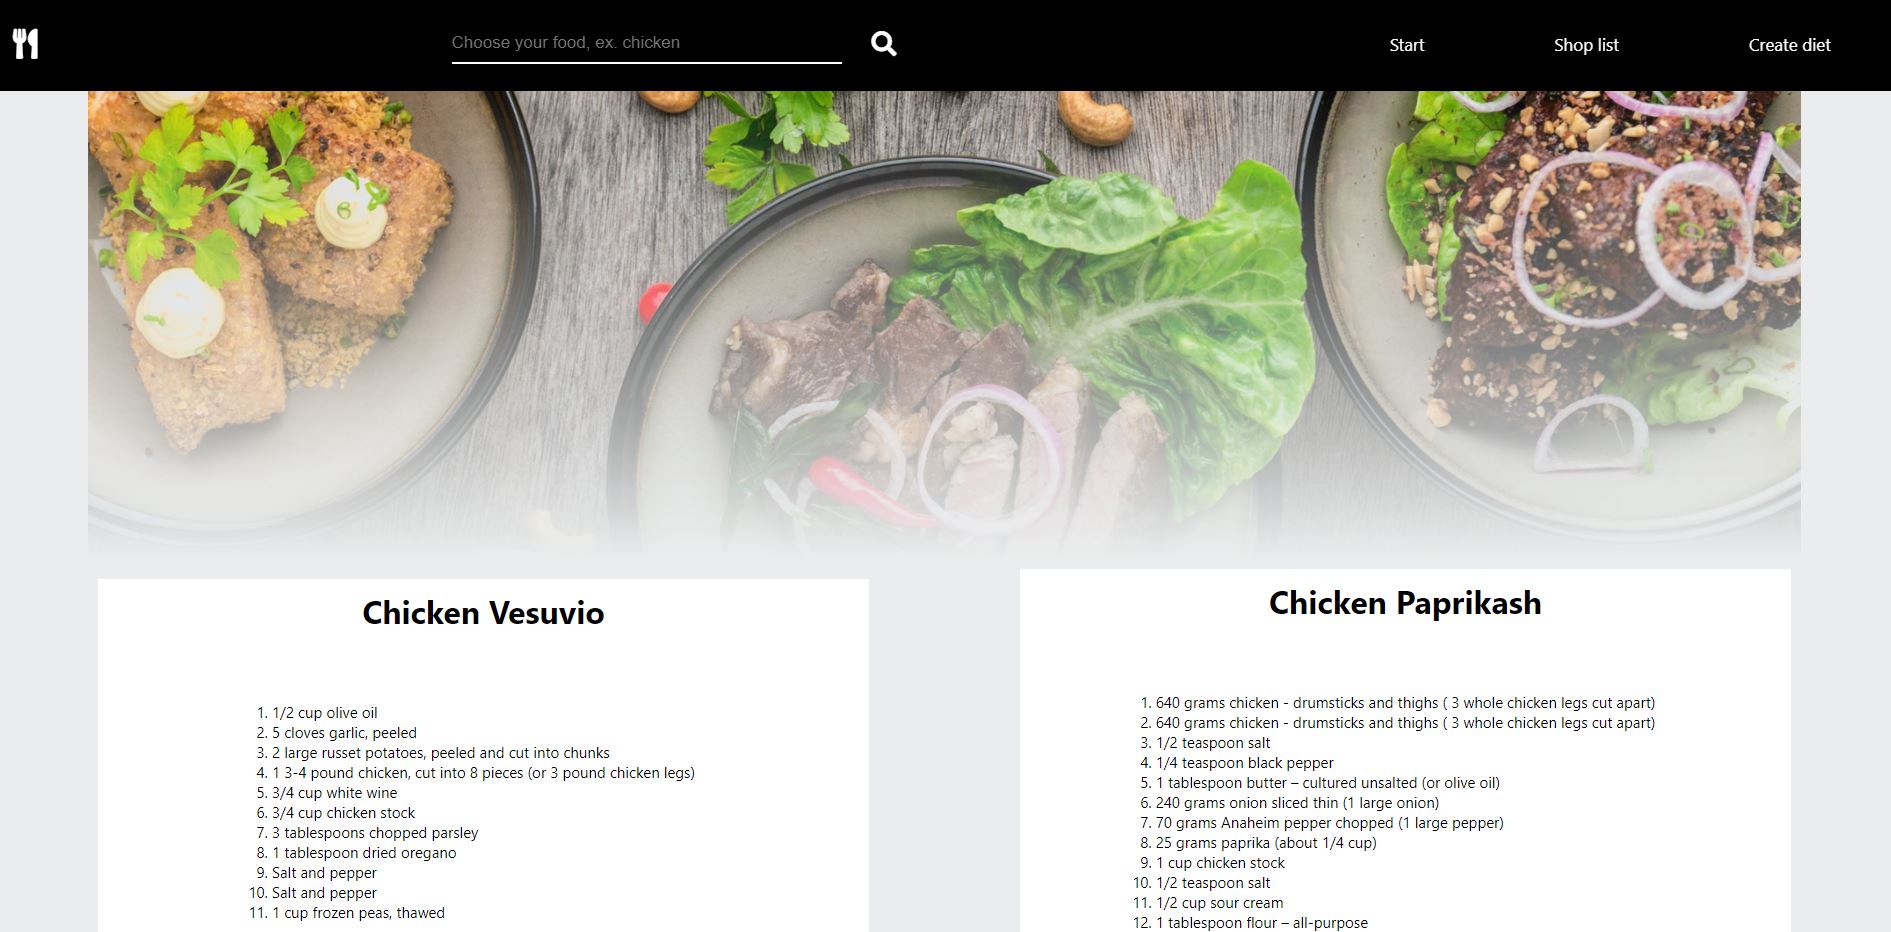 Choose your food, ex. chicken
Start
Shop list
Create diet
Chicken Vesuvio
1. 1/2 cup olive oil
2. 5 cloves garlic, peeled
3. 2 large russet potatoes, peeled and cut into chunks
4. 1 3-4 pound chicken, cut into 8 pieces (or 3 pound chicken legs)
5. 3/4 cup white wine
6. 3/4 cup chicken stock
7. 3 tablespoons chopped parsley
8. 1 tablespoon dried oregano
9. Salt and pepper
10. Salt and pepper
11. 1 cup frozen peas, thawed
Chicken Paprikash
1. 640 grams chicken - drumsticks and thighs ( 3 whole chicken legs cut apart)
2. 640 grams chicken - drumsticks and thighs ( 3 whole chicken legs cut apart)
3. 1/2 teaspoon salt
4. 1/4 teaspoon black pepper
5. 1 tablespoon butter – cultured unsalted (or olive oil)
6. 240 grams onion sliced thin (1 large onion)
7. 70 grams Anaheim pepper chopped (1 large pepper)
8. 25 grams paprika (about 1/4 cup)
9. 1 cup chicken stock
10. 1/2 teaspoon salt
11. 1/2 cup sour cream
12. 1 tablespoon flour – all-purpose